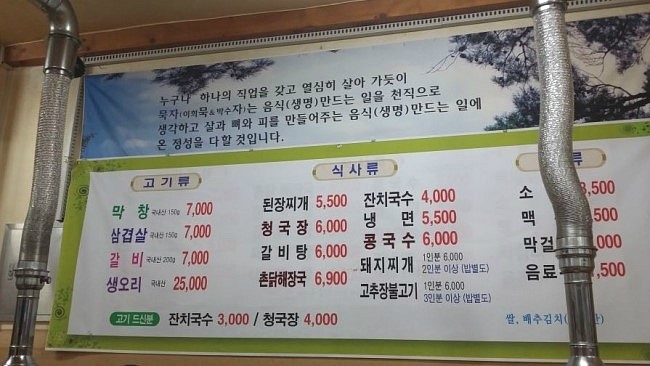 누구나 하나의 직업을 갖고 열심히 살아 가듯이
묵자(이희묵&박수자)는 음식(생명)만드는 일을 천직으로
생각하고 살과 뼈와 피를 만들어주는 음식(생명)만드는 일에
온 정성을 다할 것입니다.
고기류
막창 국내산 150g 7,000
삼겹살 국내산 150g 7,000
갈비 국내산 200g 7,000
생오리 국내산 25,000
식사류
된장찌개 5,500
청국장 6,000
갈비탕 6,000
촌닭해장국 6,900
잔치국수 4,000
냉면 5,500
콩국수 6,000
돼지찌개 1인분 6,000
2인분 이상 (밥별도)
고추장불고기 1인분 6,000
3인분 이상 (밥별도)
소 ,500
맥
막걸
음료 ,500
고기 드신분 잔치국수 3,000 / 청국장 4,000
쌀, 배추김치(